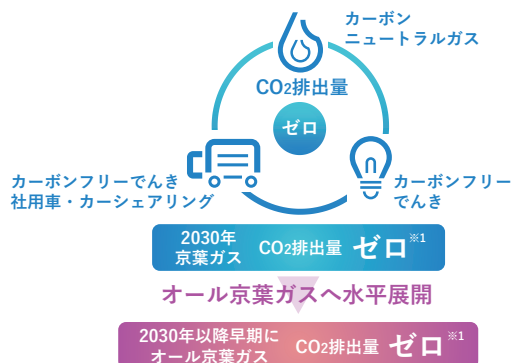 カーボン
ニュートラルガス
CO2排出量
ゼロ
カーボンフリーでんき
社用車・カーシェアリング
カーボンフリー
でんき
2030年
京葉ガス
CO2排出量 ゼロ※1
オール京葉ガスへ水平展開
2030年以降早期に
オール京葉ガス
CO2排出量 ゼロ※1